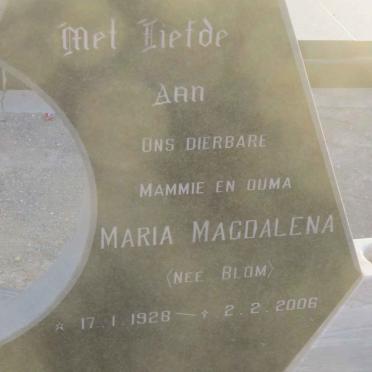 Met Liefde
Aan
Ons dierbare
Mammie en ouma
Maria Magdalena
(Nee Blom)
* 17.1.1928 — † 2.2.2006